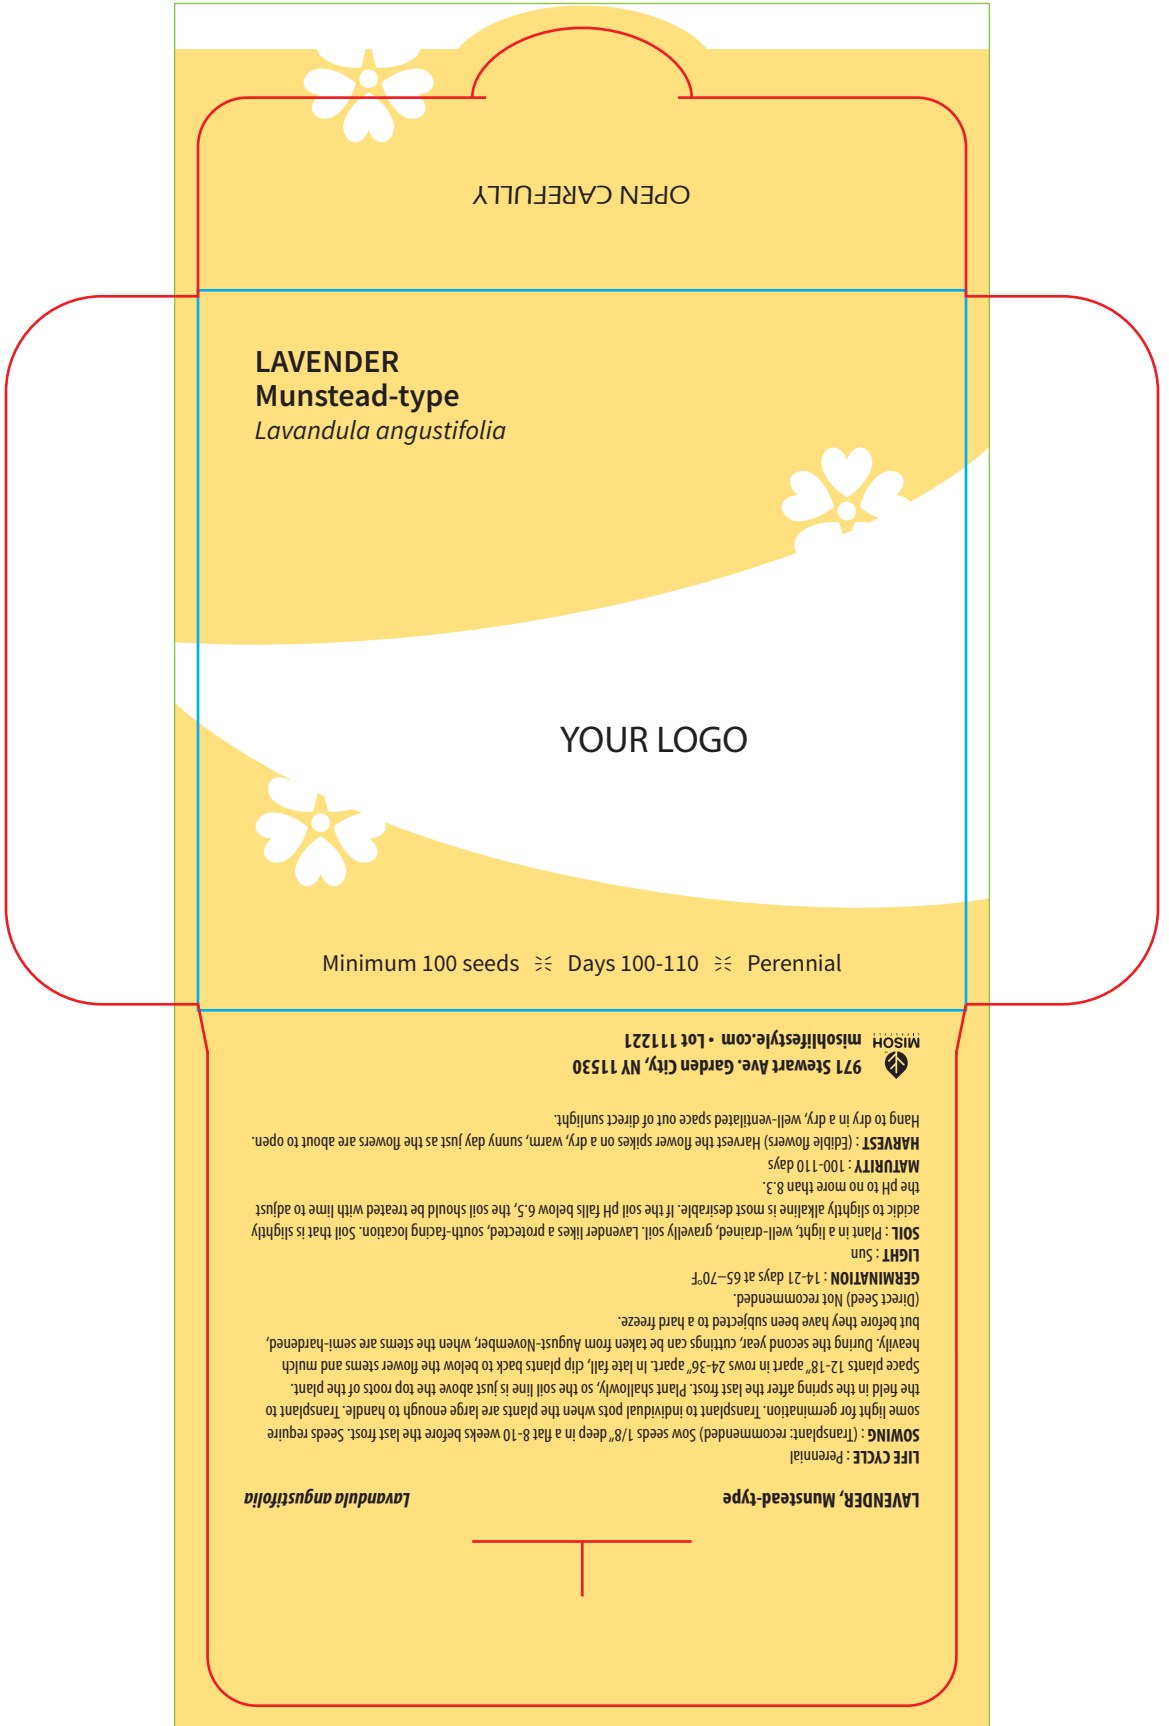 OPEN CAREFULLY
LAVENDER
Munstead-type
Lavandula angustifolia
YOUR LOGO
Minimum 100 seeds Days 100-110 Perennial
LAVENDER, Munstead-type Lavandula angustifolia
LIFE CYCLE : Perennial
SOWING : (Transplant: recommended) Sow seeds 1/8" deep in a flat 8-10 weeks before the last frost. Seeds require
some light for germination. Transplant to individual pots when the plants are large enough to handle. Transplant to
the field in the spring after the last frost. Plant shallowly, so the soil line is just above the top roots of the plant.
Space plants 12-18" apart in rows 24-36" apart. In late fall, clip plants back to below the flower stems and mulch
heavily. During the second year, cuttings can be taken from August-November, when the stems are semi-hardened,
but before they have been subjected to a hard freeze.
(Direct Seed) Not recommended.
GERMINATION : 14-21 days at 65–70°F
LIGHT : Sun
SOIL : Plant in a light, well-drained, gravelly soil. Lavender likes a protected, south-facing location. Soil that is slightly
acidic to slightly alkaline is most desirable. If the soil pH falls below 6.5, the soil should be treated with lime to adjust
the pH to no more than 8.3.
MATURITY : 100-110 days
HARVEST : (Edible flowers) Harvest the flower spikes on a dry, warm, sunny day just as the flowers are about to open.
Hang to dry in a dry, well-ventilated space out of direct sunlight.
MISOH
LIFESTYLE
971 Stewart Ave. Garden City, NY 11530
misohlifestyle.com • Lot 111221